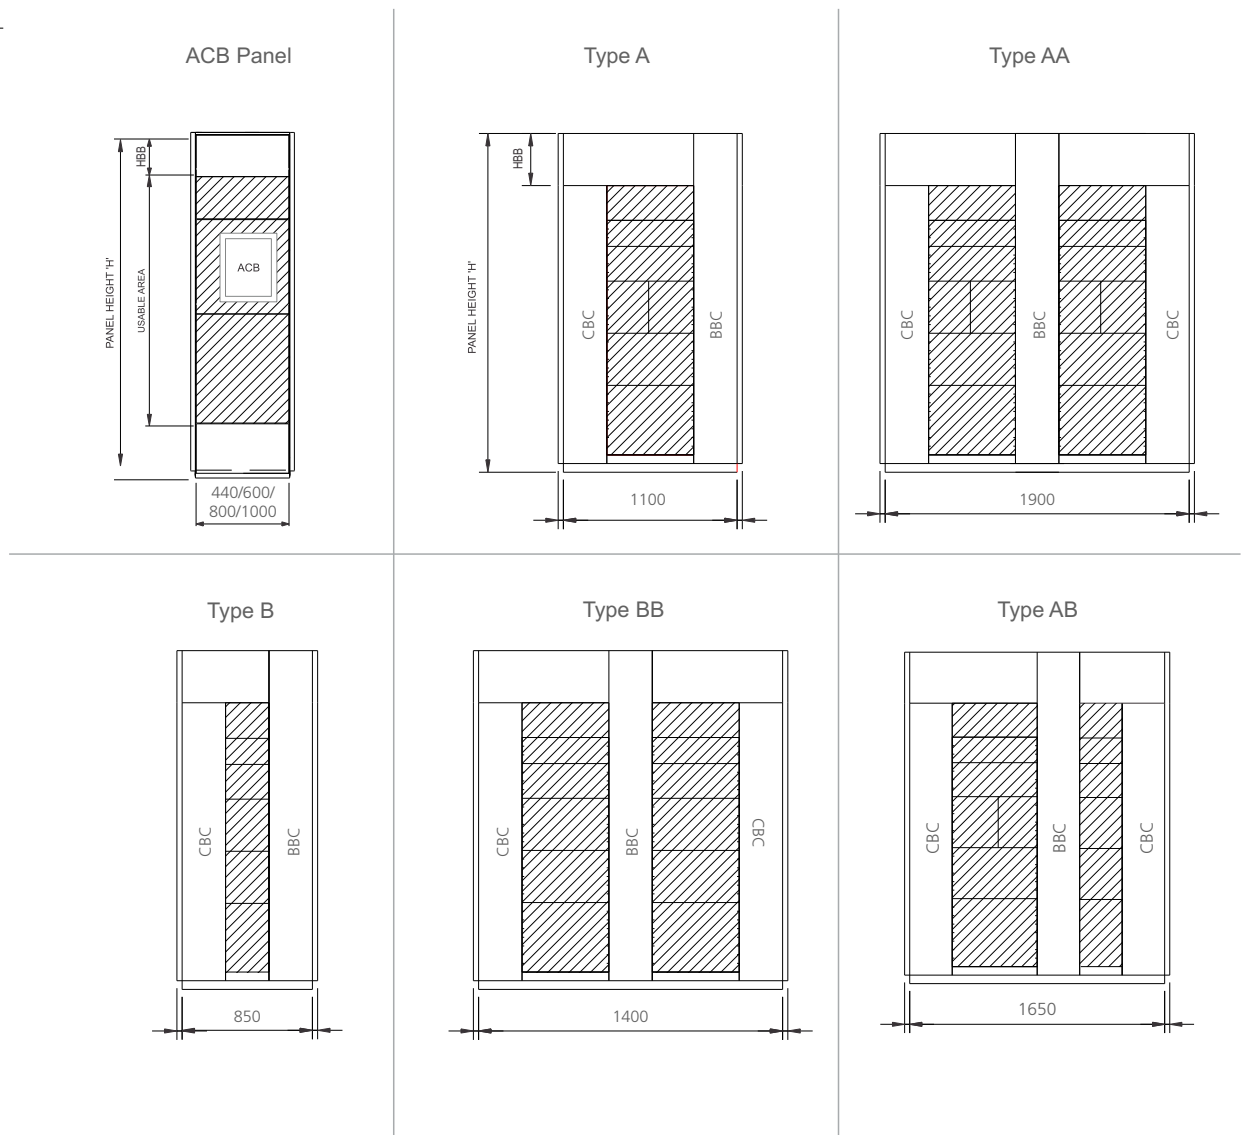 ACB Panel
Type A
Type AA
HBB
PANEL HEIGHT 'H'
USABLE AREA
ACB
440/600/
800/1000
HBB
PANEL HEIGHT 'H'
CBC
BBC
1100
CBC
BBC
CBC
1900
Type B
Type BB
Type AB
CBC
BBC
850
CBC
BBC
CBC
1400
CBC
BBC
CBC
1650